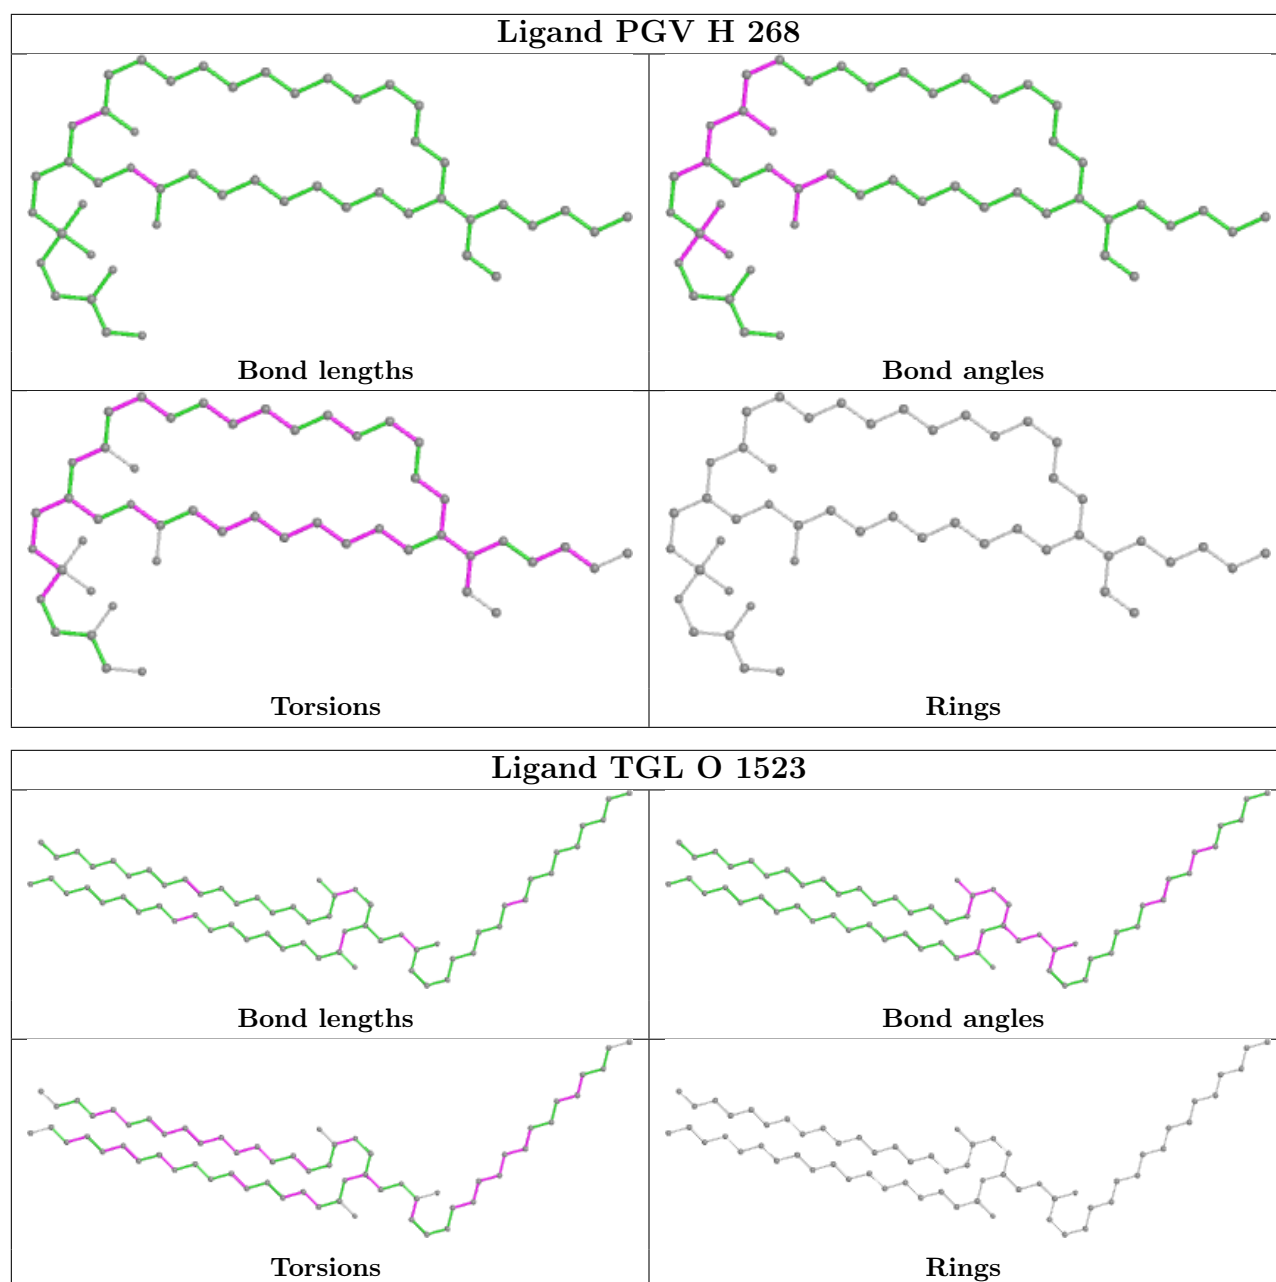 Ligand PGV H 268
Bond lengths
Bond angles
Torsions
Rings
Ligand TGL O 1523
Bond lengths
Bond angles
Torsions
Rings